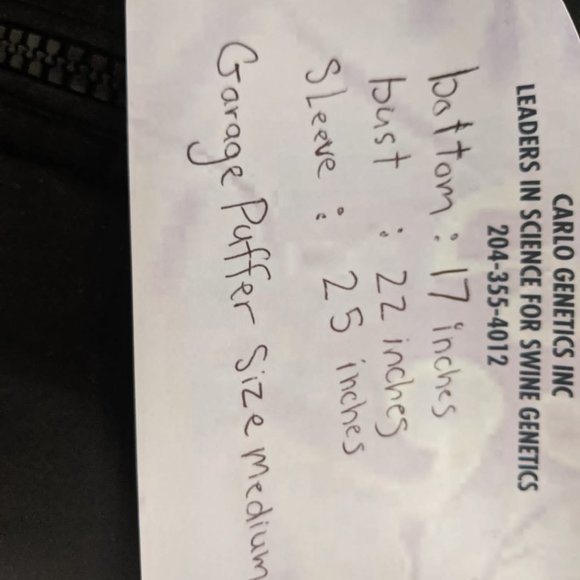 CARLO GENETICS INC
LEADERS IN SCIENCE FOR SWINE GENETICS
204-355-4012
bottom : 17 inches
bust : 22 inches
Sleeve : 25 inches
Garage Puffer Size medium